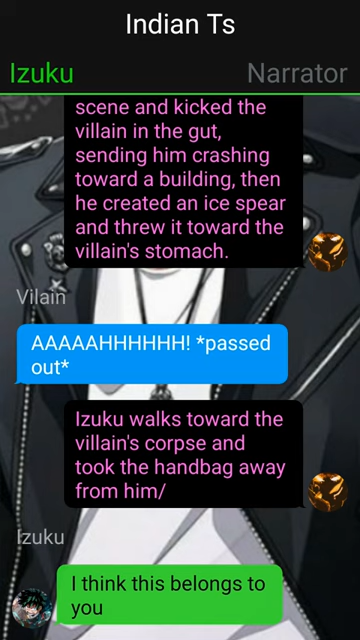 Indian Ts
Izuku
Narrator
scene and kicked the
villain in the gut,
sending him crashing
toward a building, then
he created an ice spear
and threw it toward the
villain's stomach.
Vilain
AAAAAHHHHHH! *passed
out*
Izuku walks toward the
villain's corpse and
took the handbag away
from him/
Izuku
I think this belongs to
you